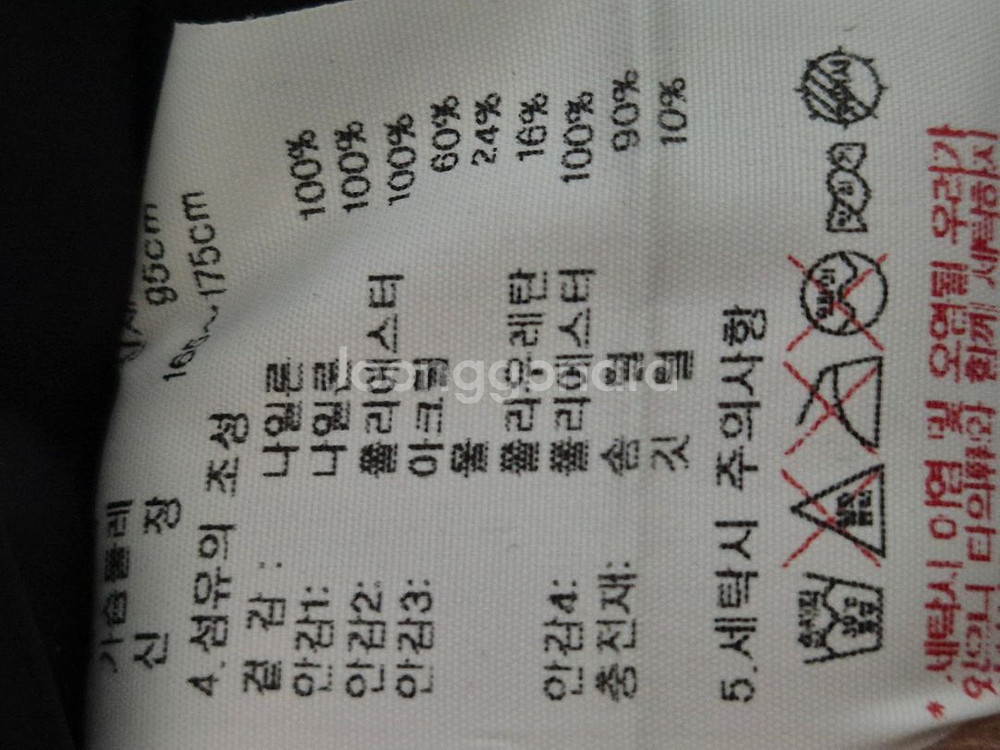 가슴둘레 95cm
신 장 175cm
4.섬유의 조성
겉 감 : 나일론 100%
안감1: 나일론 100%
안감2: 폴리에스터 100%
안감3: 아크릴 60%
울 24%
폴리우레탄 16%
안감4: 폴리에스터 100%
충전재: 솜털 90%
깃털 10%
5.세탁시 주의사항
*세탁시 이염 및 오염될 우려가
있으니 타의류와 함께 세탁하지
loonggoodara